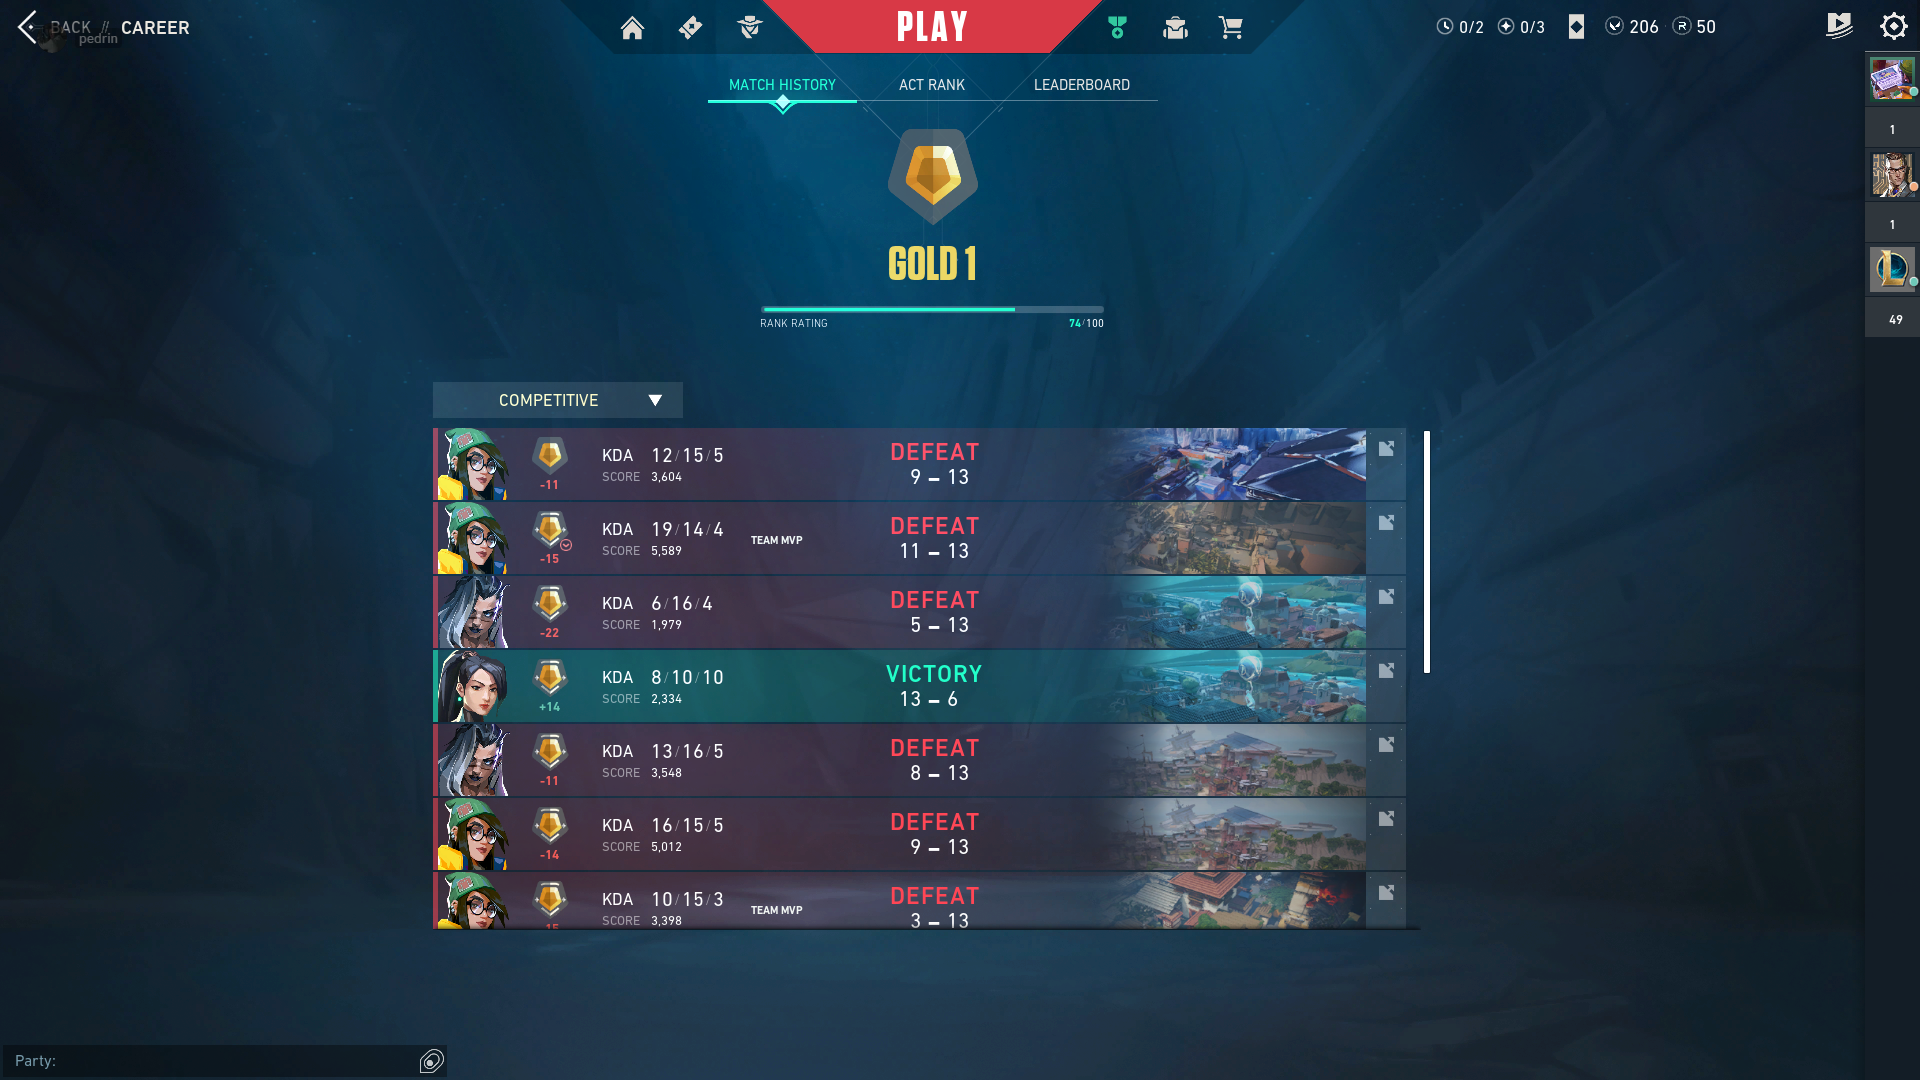 BACK // CAREER
pedrin
PLAY
0/2
0/3
206
R 50
MATCH HISTORY
ACT RANK
LEADERBOARD
GOLD 1
RANK RATING
74/100
1
1
49
COMPETITIVE
KDA 12/15/5
SCORE 3,604
-11
DEFEAT
9 – 13
KDA 19/14/4
SCORE 5,589
-15
TEAM MVP
DEFEAT
11 – 13
KDA 6/16/4
SCORE 1,979
-22
DEFEAT
5 – 13
KDA 8/10/10
SCORE 2,334
+14
VICTORY
13 – 6
KDA 13/16/5
SCORE 3,548
-11
DEFEAT
8 – 13
KDA 16/15/5
SCORE 5,012
-14
DEFEAT
9 – 13
KDA 10/15/3
SCORE 3,398
-15
TEAM MVP
DEFEAT
3 – 13
Party: